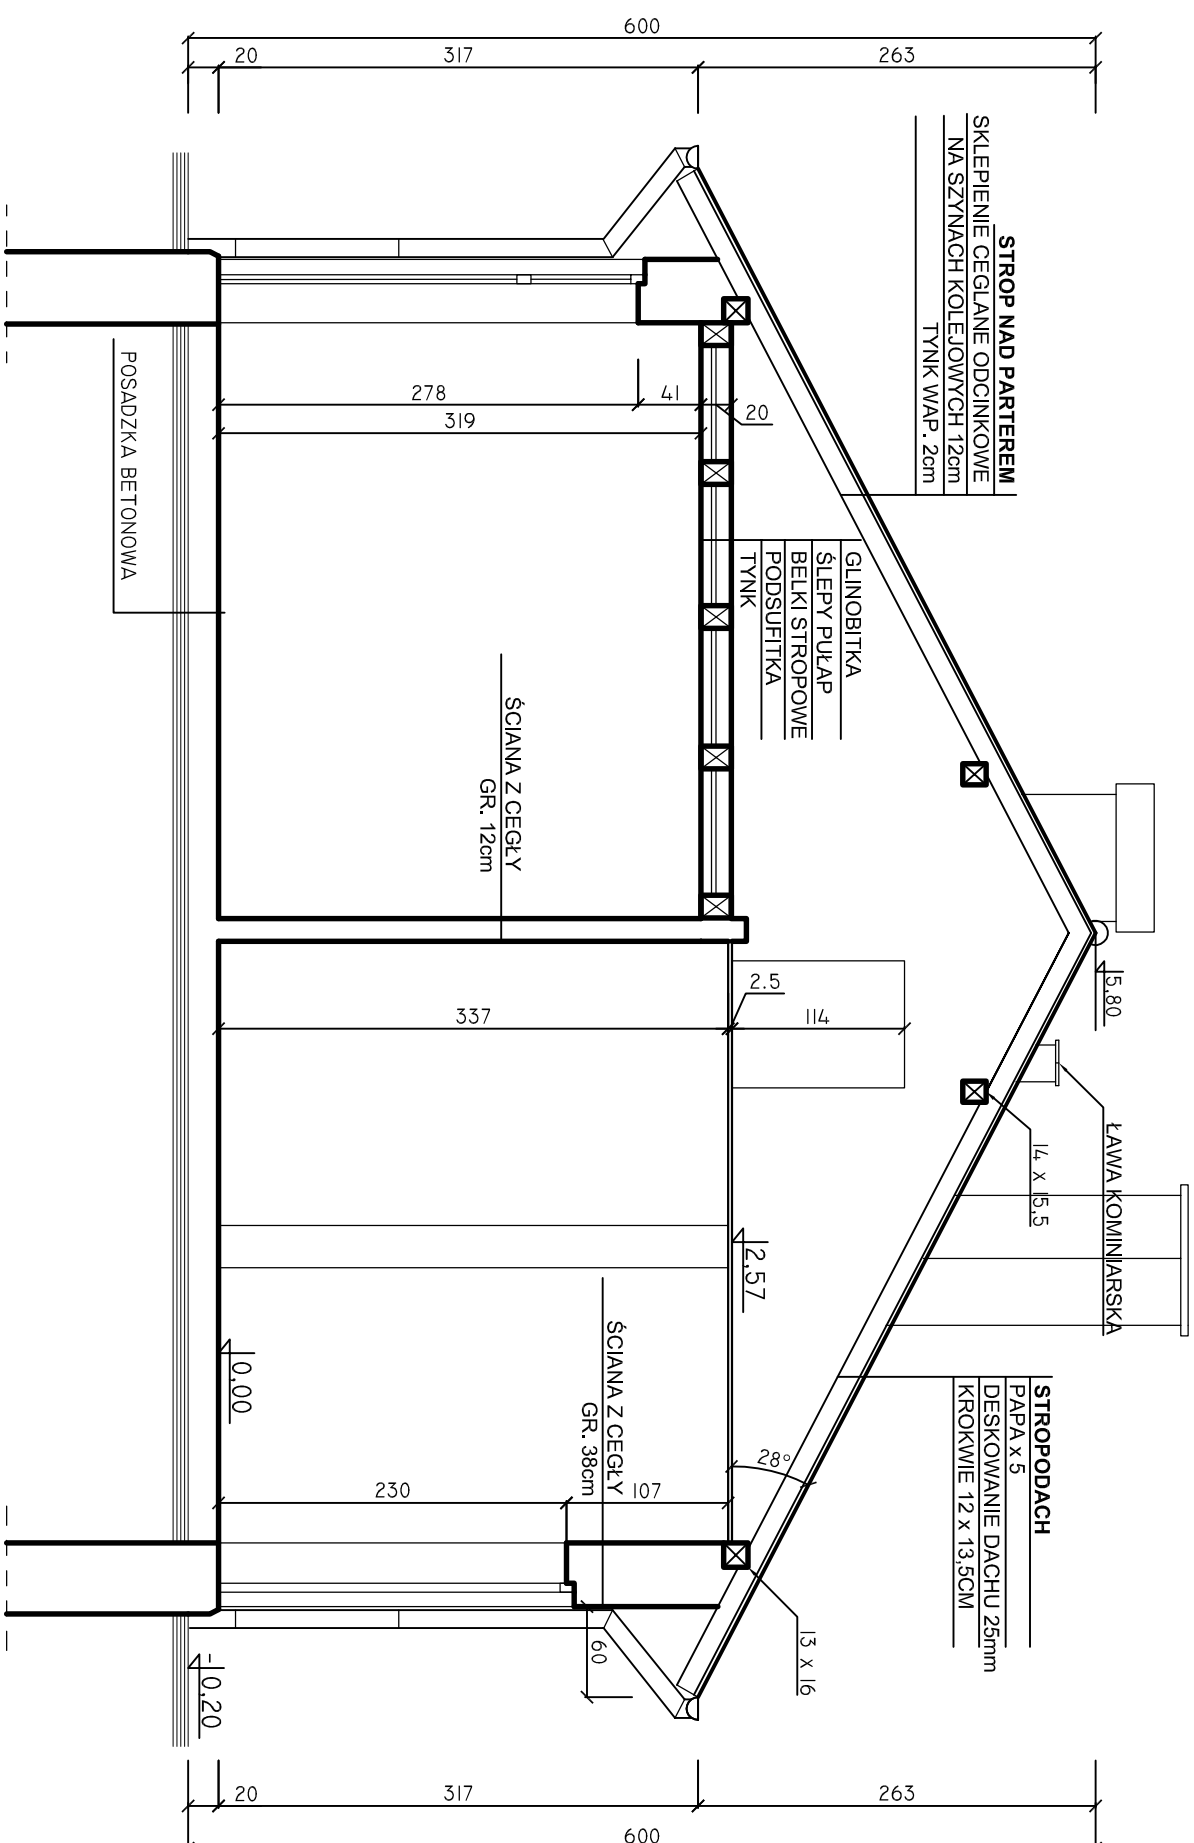 600
20
317
263
STROP NAD PARTEREM
SKLEPIENIE CEGLANE ODCINKOWE
NA SZYNACH KOLEJOWYCH 12cm
TYNK WAP. 2cm
POSADZKA BETONOWA
278
41
319
20
GLINOBITKA
ŚLEPY PUŁAP
BELKI STROPOWE
PODSUFITKA
TYNK
ŚCIANA Z CEGŁY
GR. 12cm
5,80
2.5
337
114
ŁAWA KOMINIARSKA
14 x 15,5
2,57
0,00
ŚCIANA Z CEGŁY
GR. 38cm
STROPODACH
PAPA x 5
DESKOWANIE DACHU 25mm
KROKWIE 12 x 13,5CM
28°
230
107
13 x 16
60
-0,20
20
317
263
600